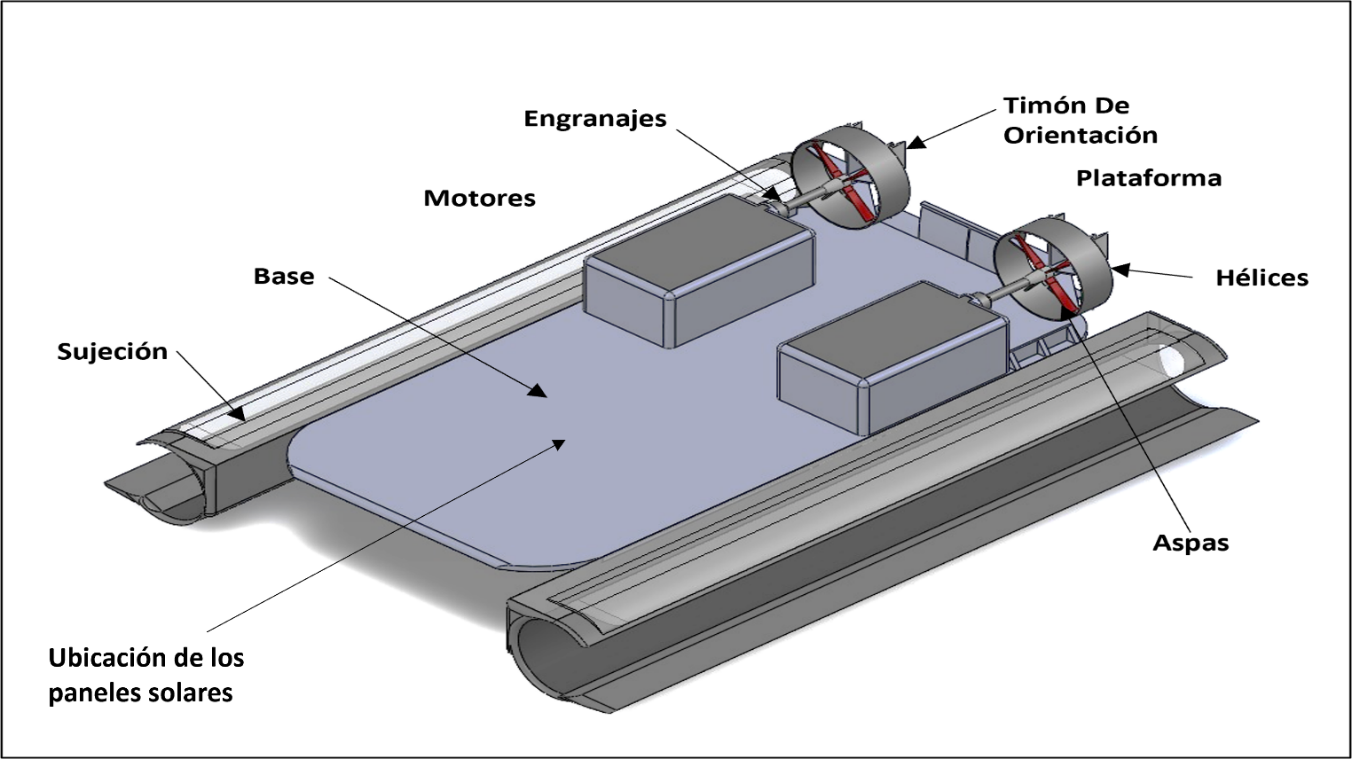 Timón De
Orientación
Engranajes
Plataforma
Motores
Base
Hélices
Sujeción
Aspas
Ubicación de los
paneles solares